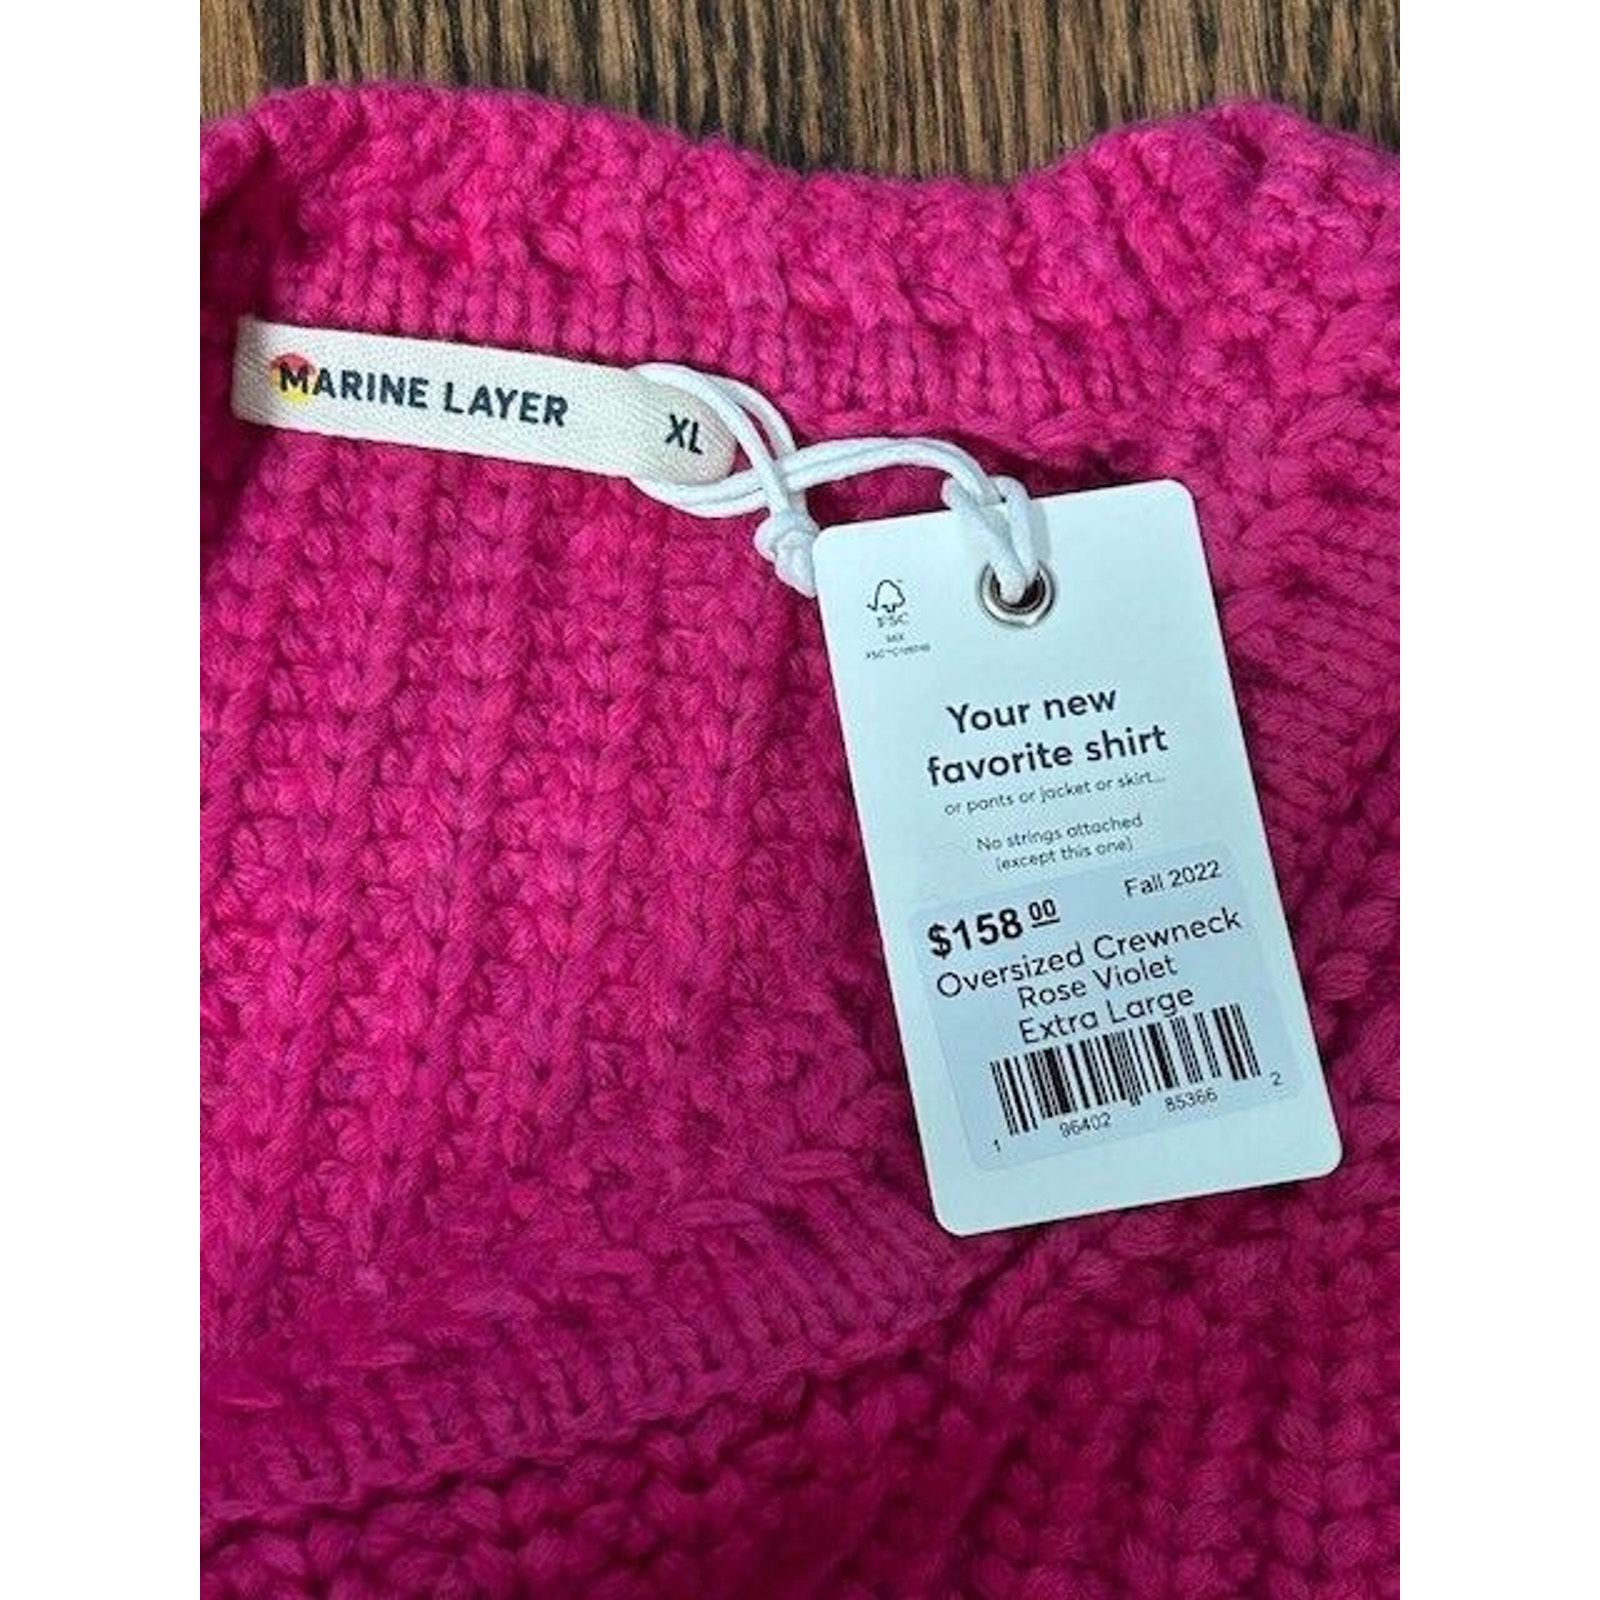 MARINE LAYER
XL
FSC
MIX
Your new
favorite shirt
or pants or jacket or skirt...
No strings attached
(except this one)
Fall 2022
$158.00
Oversized Crewneck
Rose Violet
Extra Large
1 96402 85366 2